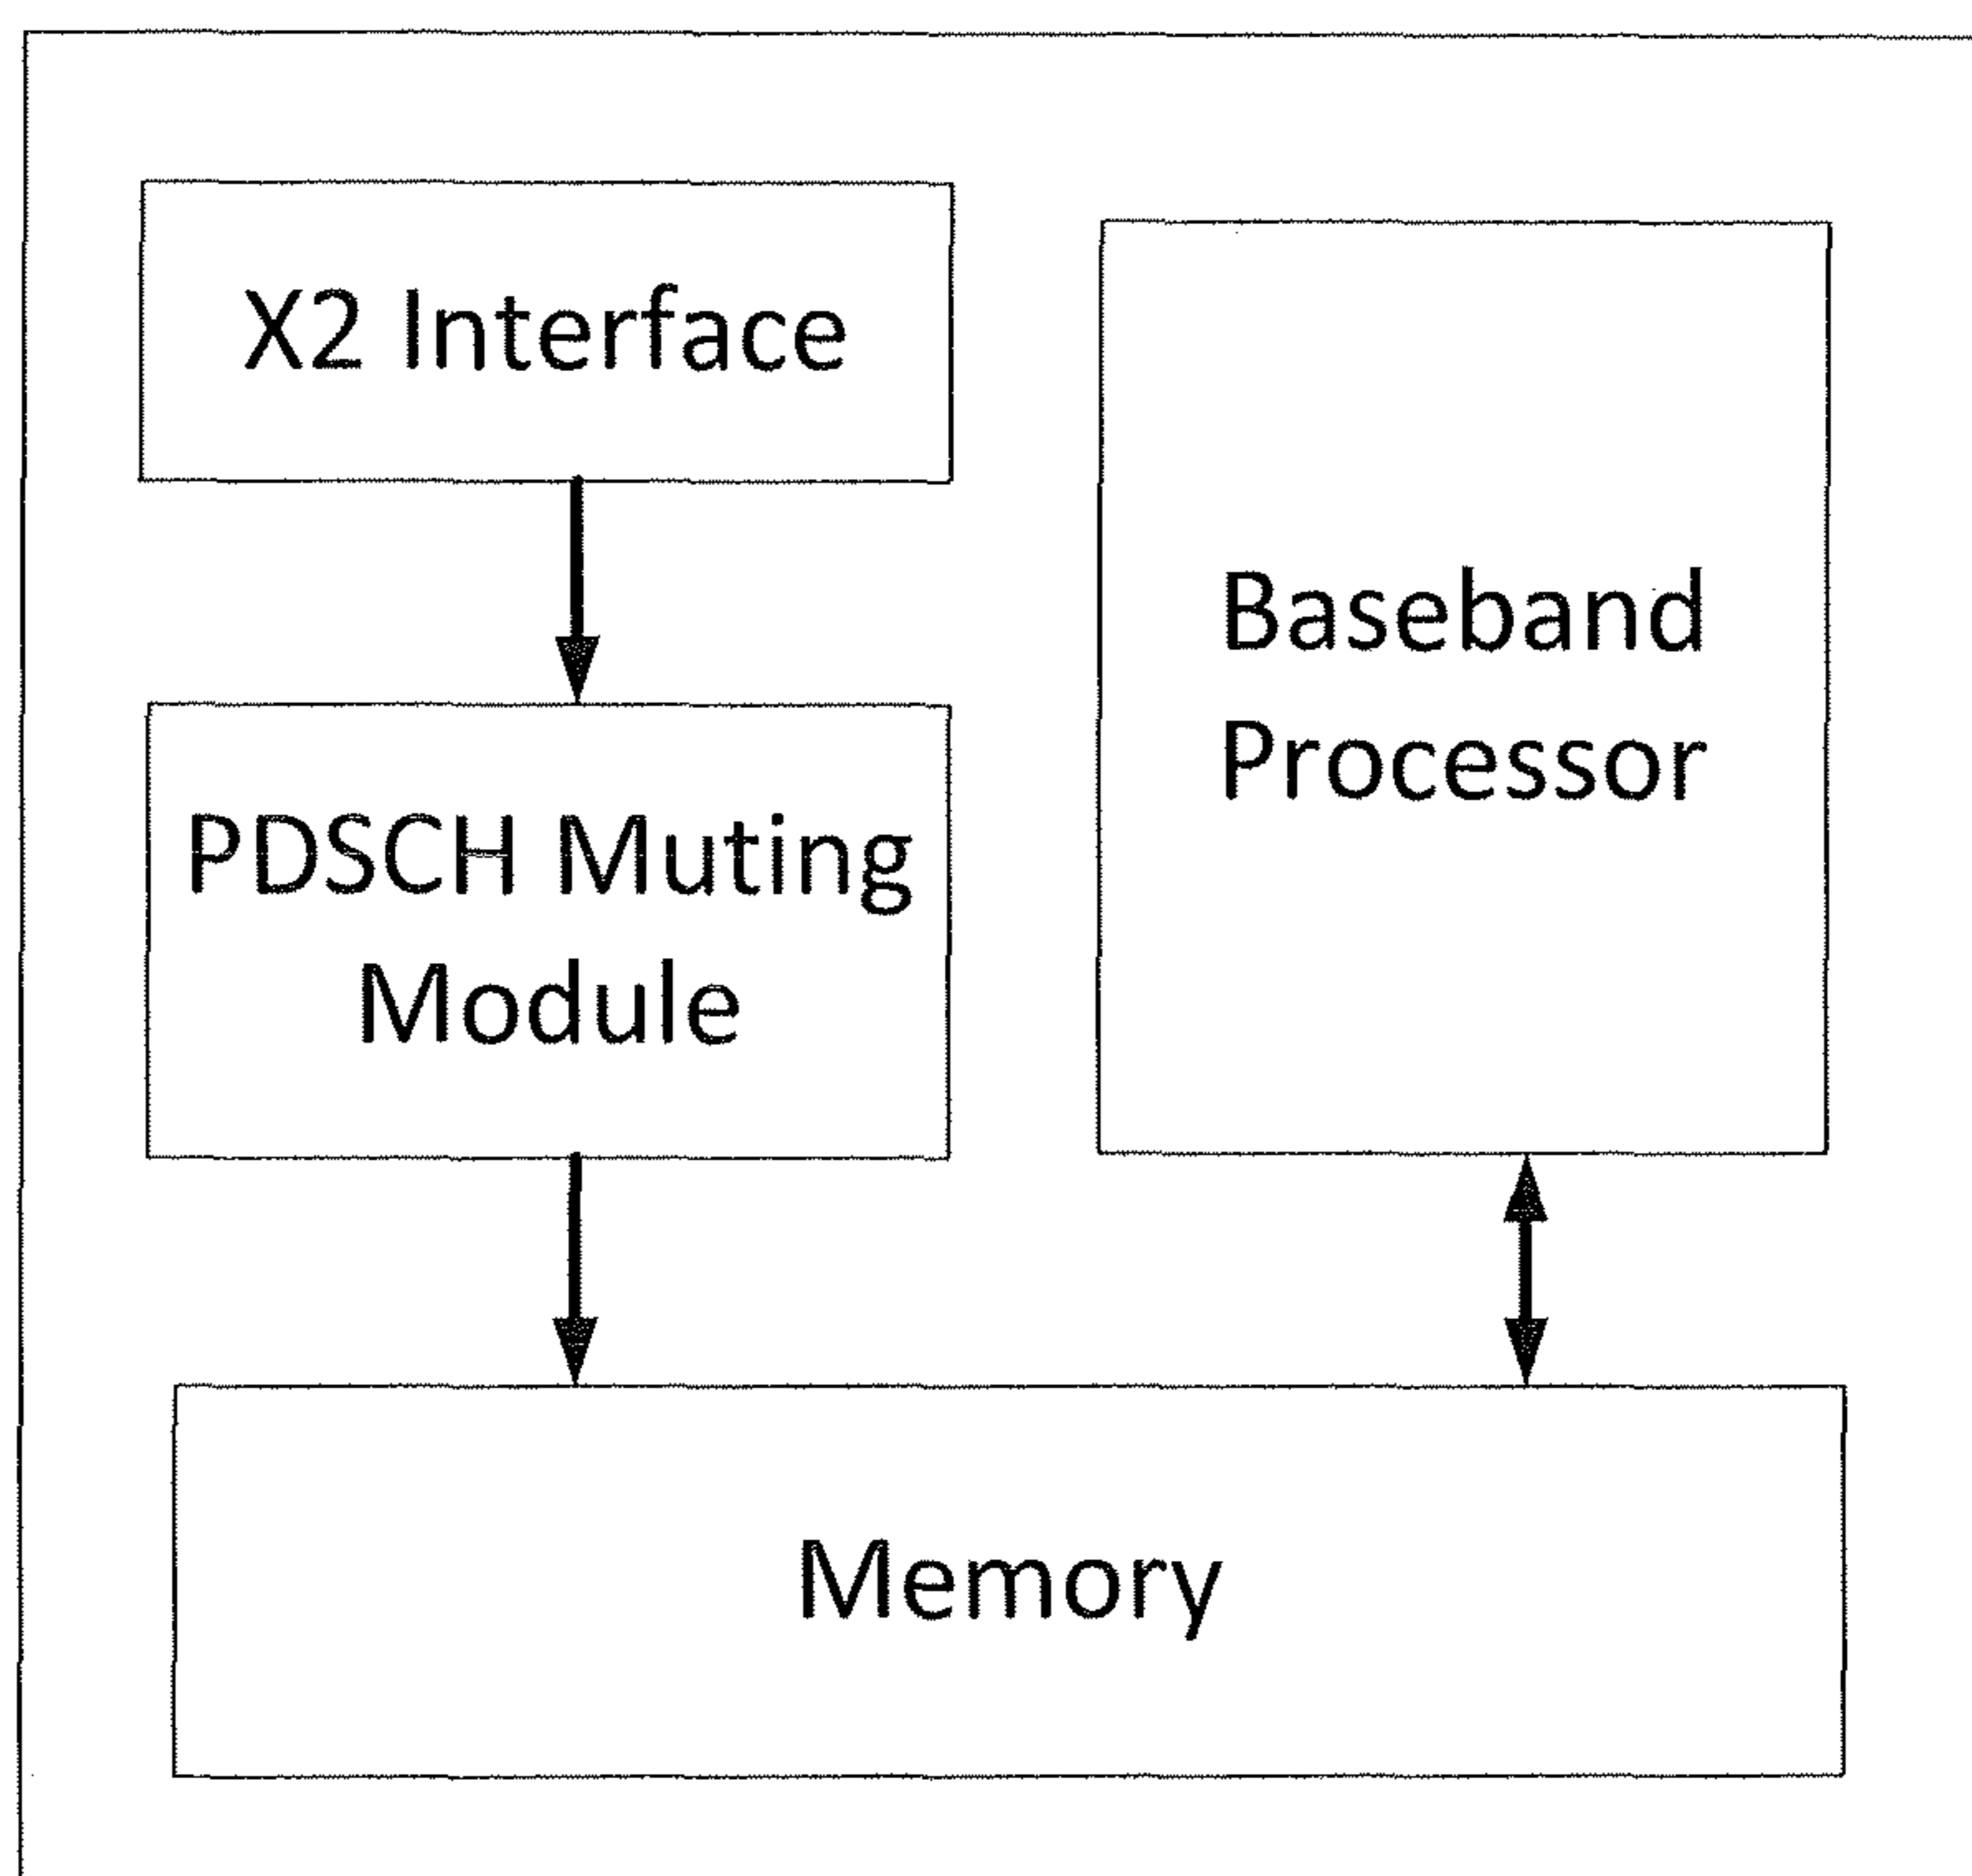 X2 Interface
Baseband
Processor
PDSCH Muting
Module
Memory